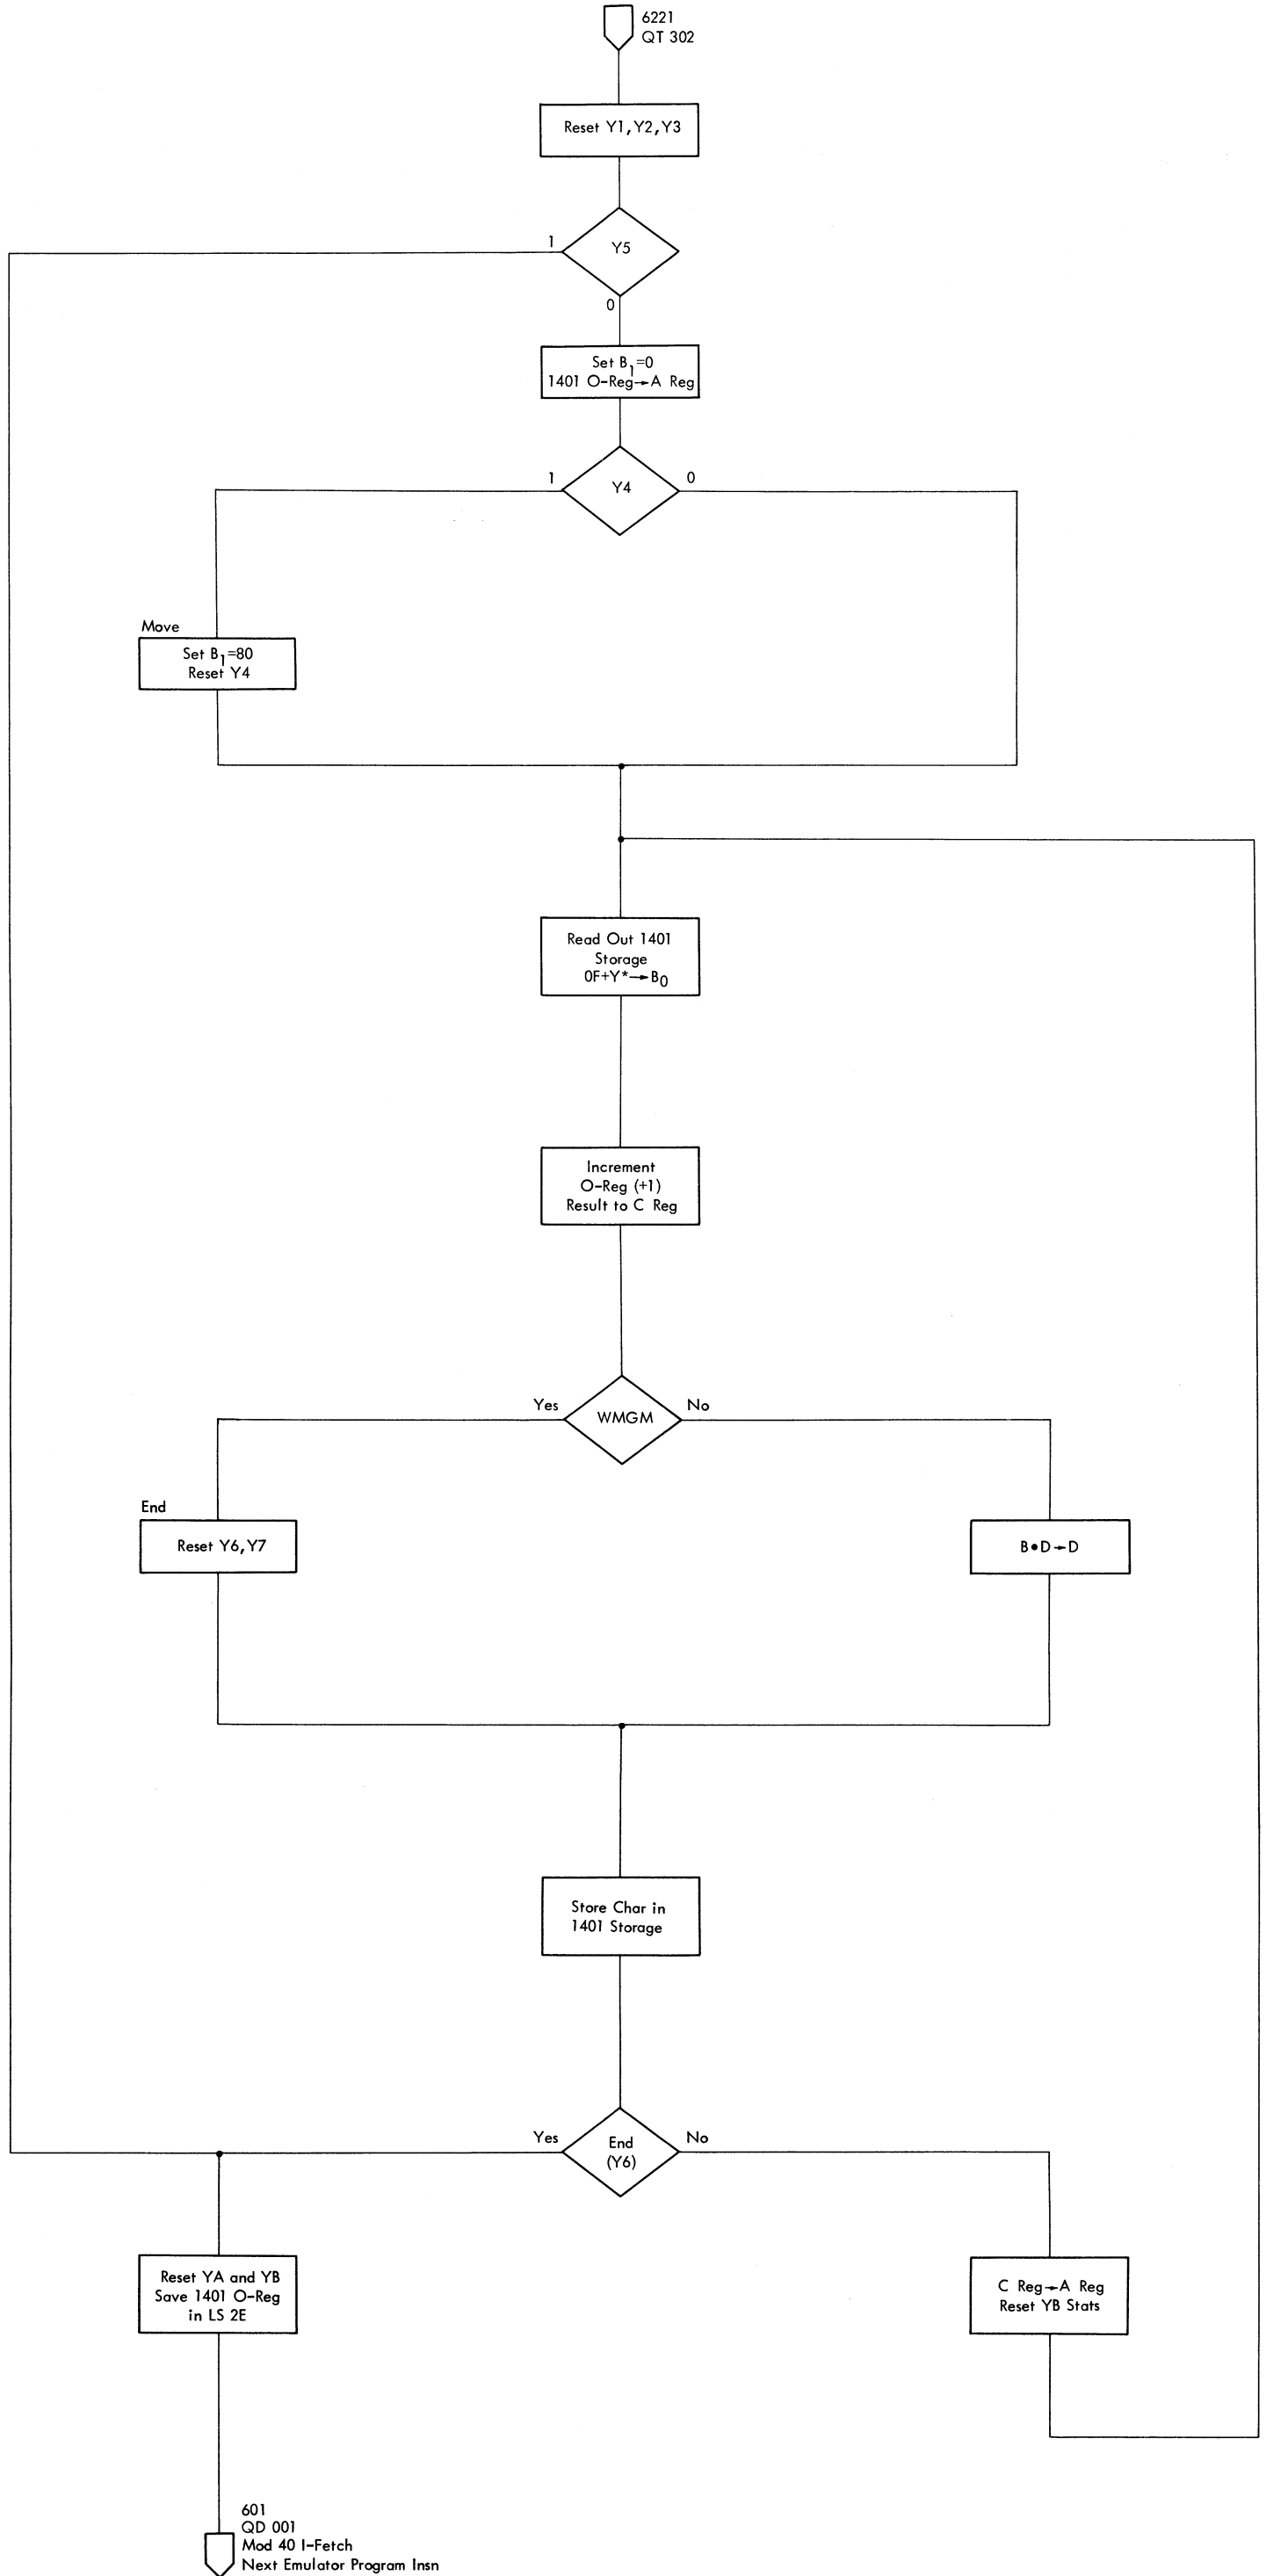 6221
QT 302
Reset Y1,Y2,Y3
1
Y5
0
Set B1=0
1401 O-Reg→A Reg
1
Y4
0
Move
Set B1=80
Reset Y4
Read Out 1401
Storage
0F+Y*→B0
Increment
O-Reg (+1)
Result to C Reg
Yes
WMGM
No
End
Reset Y6,Y7
B•D→D
Store Char in
1401 Storage
Yes
End
(Y6)
No
Reset YA and YB
Save 1401 O-Reg
in LS 2E
C Reg→A Reg
Reset YB Stats
601
QD 001
Mod 40 I-Fetch
Next Emulator Program Insn